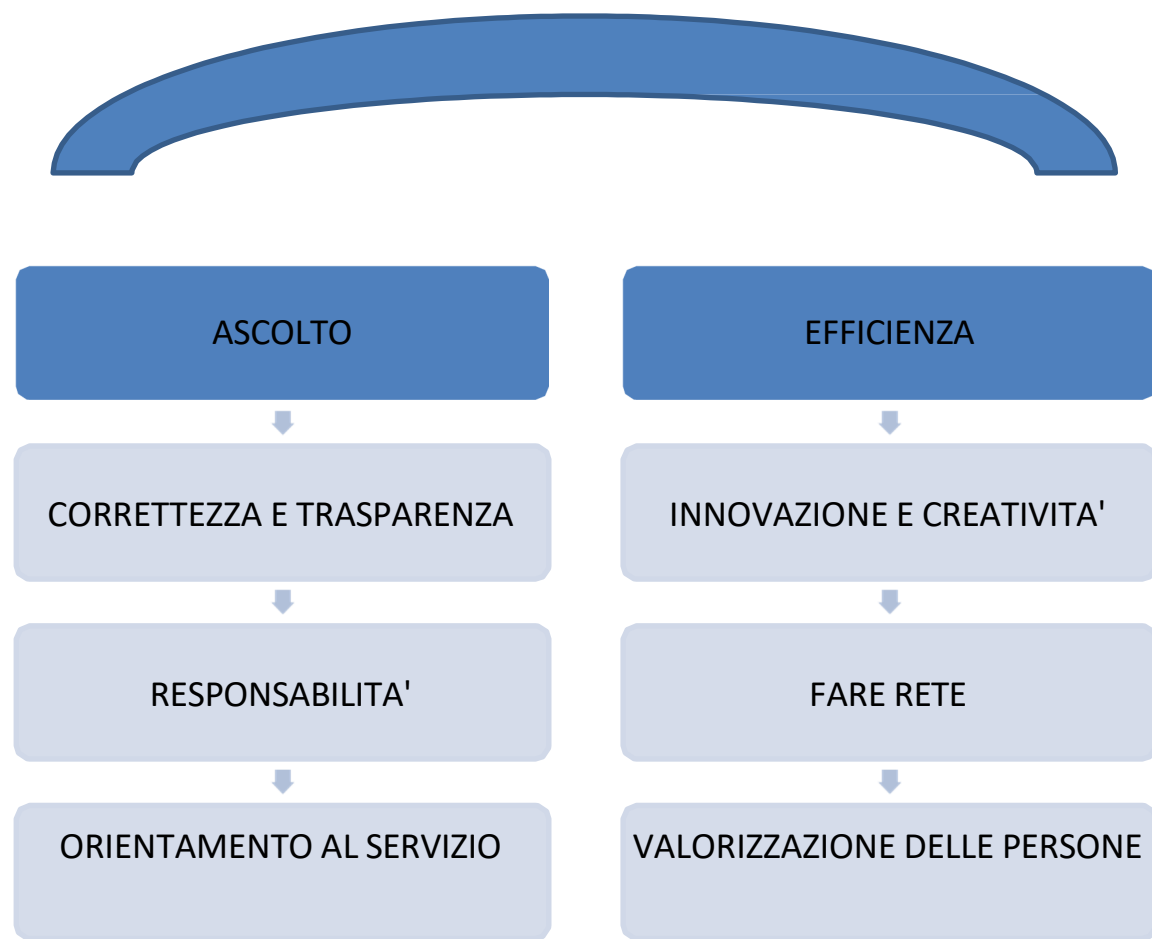 ASCOLTO
CORRETTEZZA E TRASPARENZA
RESPONSABILITA'
ORIENTAMENTO AL SERVIZIO
EFFICIENZA
INNOVAZIONE E CREATIVITA'
FARE RETE
VALORIZZAZIONE DELLE PERSONE